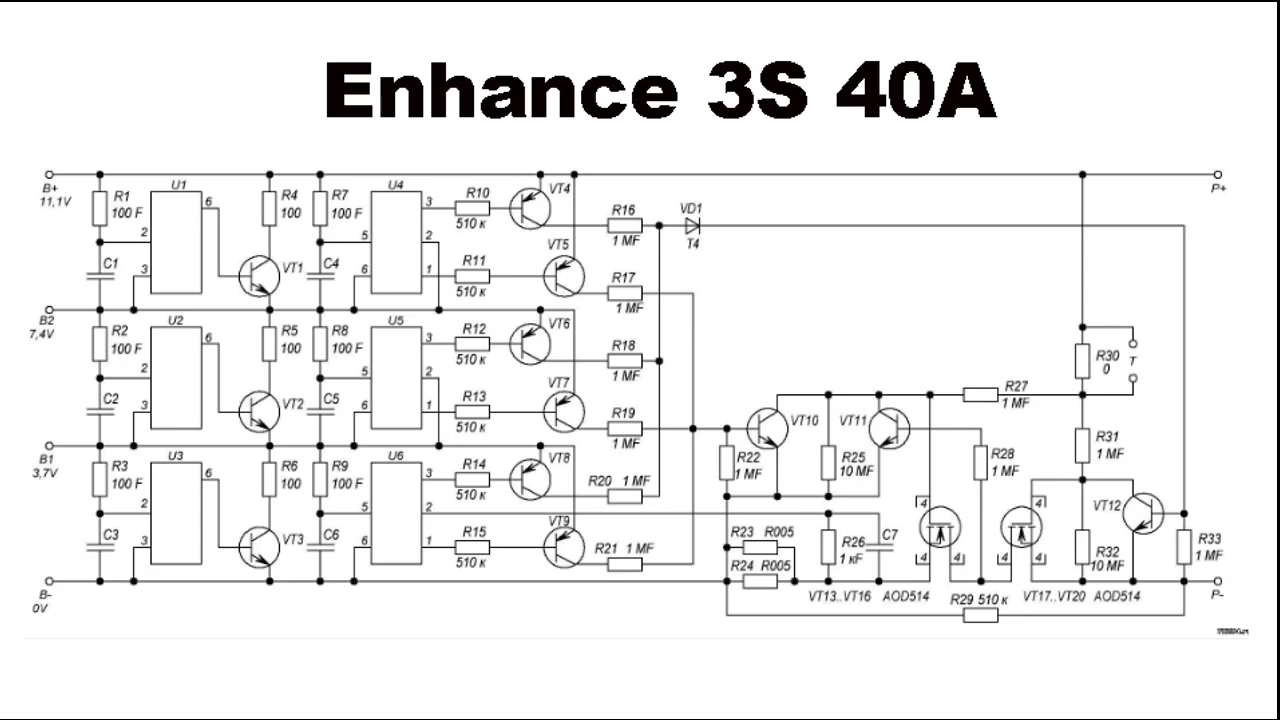 Enhance 3S 40A
B+
11,1V
R1
100 F
U1
6
2
3
C1
R4
100
VT1
R7
100 F
C4
U4
5
6
3
2
1
R10
510 к
R11
510 к
VT4
VT5
R16
1 MF
R17
1 MF
VD1
T4
P+
B2
7,4V
R2
100 F
U2
6
2
3
C2
R5
100
VT2
R8
100 F
C5
U5
5
6
3
2
1
R12
510 к
R13
510 к
VT6
VT7
R18
1 MF
R19
1 MF
B1
3,7V
R3
100 F
U3
6
2
3
C3
R6
100
VT3
R9
100 F
C6
U6
5
6
3
2
1
R14
510 к
R15
510 к
VT8
VT9
R20 1 MF
R21 1 MF
B-
0V
R22
1 MF
VT10
R25
10 MF
VT11
R27
1 MF
R28
1 MF
R30
0
T
R31
1 MF
VT12
R23 R005
R24 R005
R26
1 кF
C7
4
4
4
4
4
4
R32
10 MF
R33
1 MF
VT13..VT16 AOD514
R29 510 к
VT17..VT20 AOD514
P-